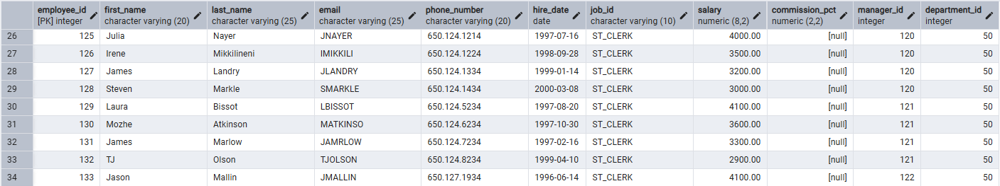 employee_id first_name last_name email phone_number hire_date job_id salary commission_pct manager_id department_id
[PK] integer character varying (20) character varying (25) character varying (25) character varying (20) date character varying (10) numeric (8,2) numeric (2,2) integer integer
26 125 Julia Nayer JNAYER 650.124.1214 1997-07-16 ST_CLERK 4000.00 [null] 120 50
27 126 Irene Mikkilineni IMIKKILI 650.124.1224 1998-09-28 ST_CLERK 3500.00 [null] 120 50
28 127 James Landry JLANDRY 650.124.1334 1999-01-14 ST_CLERK 3200.00 [null] 120 50
29 128 Steven Markle SMARKLE 650.124.1434 2000-03-08 ST_CLERK 3000.00 [null] 120 50
30 129 Laura Bissot LBISSOT 650.124.5234 1997-08-20 ST_CLERK 4100.00 [null] 121 50
31 130 Mozhe Atkinson MATKINSO 650.124.6234 1997-10-30 ST_CLERK 3600.00 [null] 121 50
32 131 James Marlow JAMRLOW 650.124.7234 1997-02-16 ST_CLERK 3300.00 [null] 121 50
33 132 TJ Olson TJOLSON 650.124.8234 1999-04-10 ST_CLERK 2900.00 [null] 121 50
34 133 Jason Mallin JMALLIN 650.127.1934 1996-06-14 ST_CLERK 4100.00 [null] 122 50